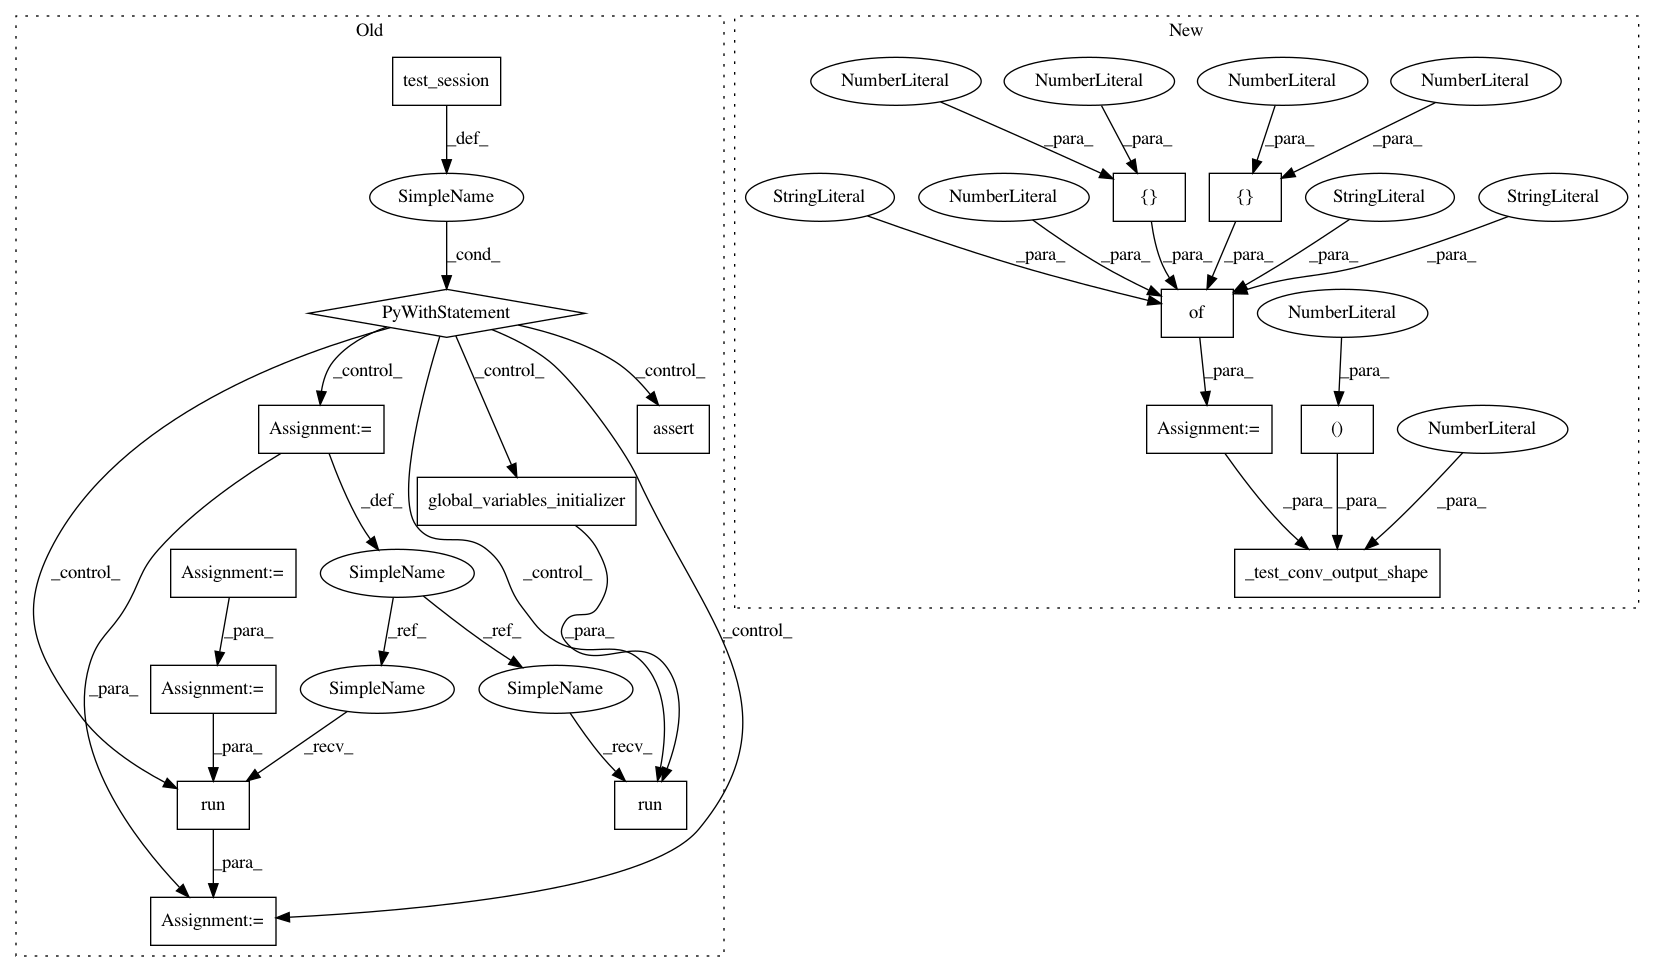 Old
New
test_session
NumberLiteral
NumberLiteral
NumberLiteral
NumberLiteral
_def_
_para_
_para_
_para_
_para_
SimpleName
StringLiteral
NumberLiteral
{}
{}
StringLiteral
StringLiteral
_cond_
_para_
_para_
_para_
_para_
_para_
_para_
PyWithStatement
of
NumberLiteral
_control_
_control_
_control_
_para_
_para_
Assignment:=
assert
Assignment:=
()
NumberLiteral
_def_
global_variables_initializer
_para_
_para_
_para_
_control_
Assignment:=
SimpleName
_control_
_test_conv_output_shape
_para_
_ref_
_ref_
_para_
_control_
_para_
Assignment:=
SimpleName
SimpleName
_para_
_recv_
_recv_
run
run
_para_
Assignment:=